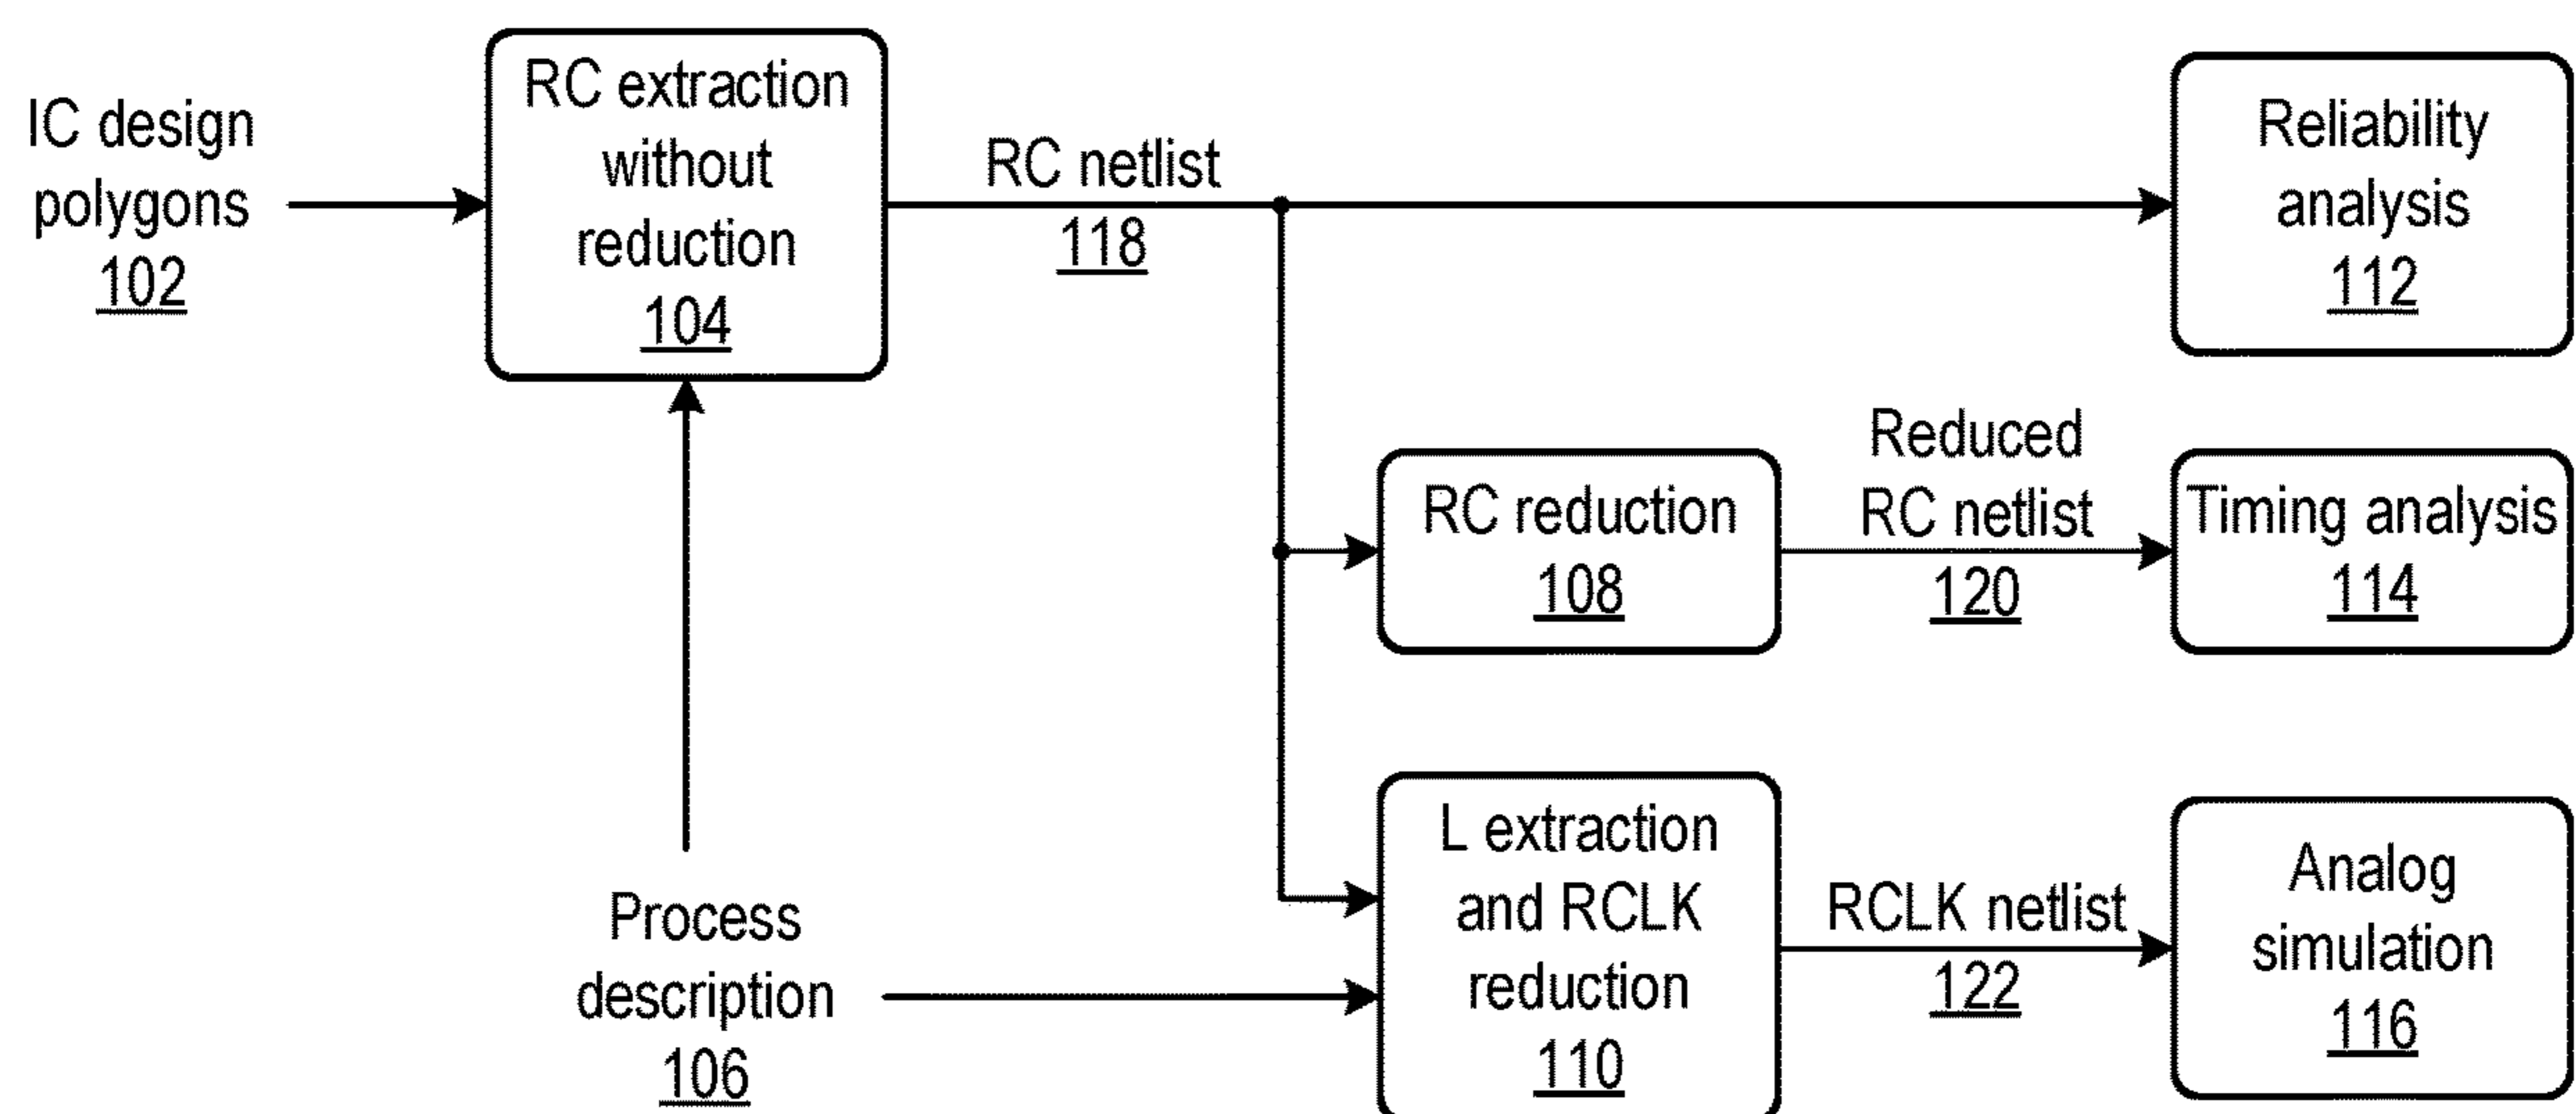 IC design
polygons
102
RC extraction
without
reduction
104
RC netlist
118
Reliability
analysis
112
RC reduction
108
Reduced
RC netlist
120
Timing analysis
114
Process
description
106
L extraction
and RCLK
reduction
110
RCLK netlist
122
Analog
simulation
116